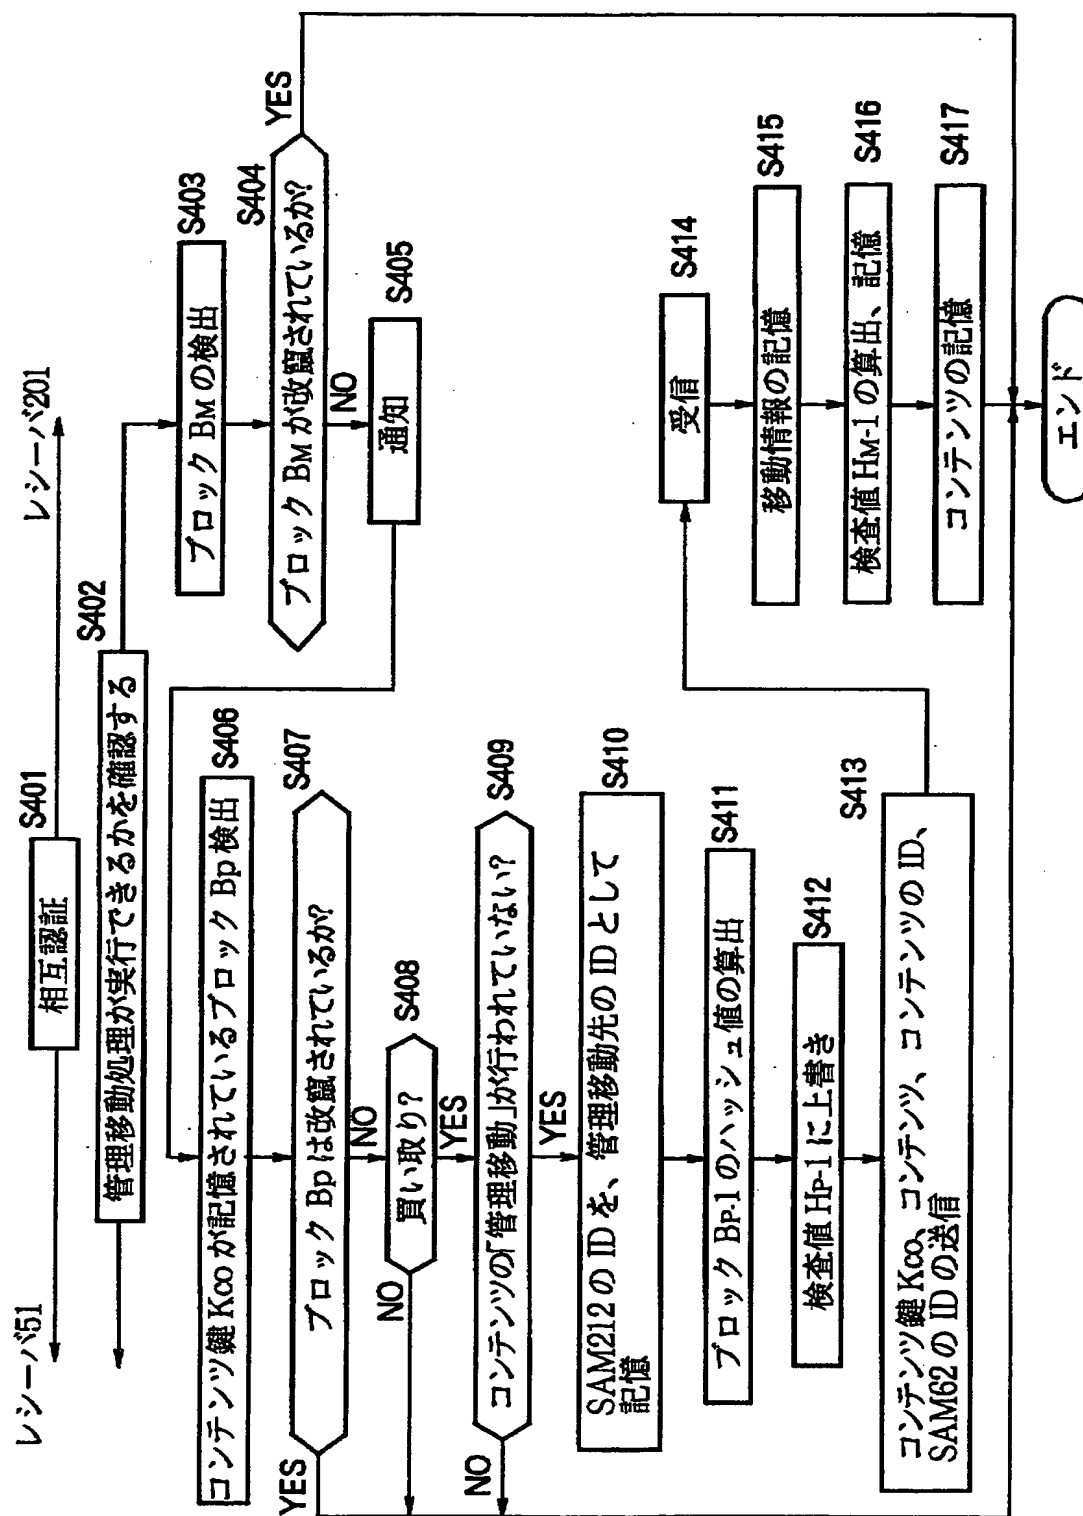 レシーバ51
レシーバ201
S401
相互認証
S402
管理移動処理が実行できるかを確認する
S403
ブロック BM の検出
S404
ブロック BM が改竄されているか?
YES
NO
S405
通知
S406
コンテンツ鍵 Kco が記憶されているブロック Bp 検出
S407
ブロック Bp は改竄されているか?
YES
NO
S408
買い取り?
NO
YES
S409
コンテンツの「管理移動」が行われていない?
NO
YES
S410
SAM212 の ID を、管理移動先の ID として
記憶
S411
ブロック BP-1 のハッシュ値の算出
S412
検査値 HP-1 に上書き
S413
コンテンツ鍵 Kco、コンテンツ、コンテンツの ID、
SAM62 の ID の送信
S414
受信
S415
移動情報の記憶
S416
検査値 HM-1 の算出、記憶
S417
コンテンツの記憶
エンド